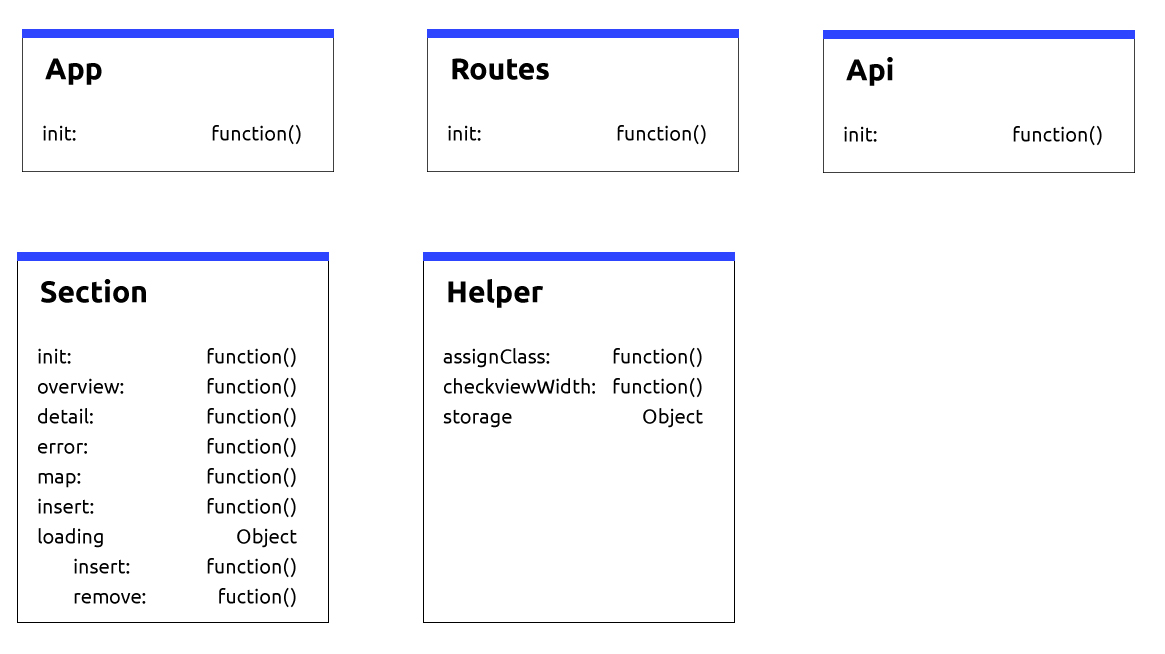 App
init: function()
Routes
init: function()
Api
init: function()
Section
init: function()
overview: function()
detail: function()
error: function()
map: function()
insert: function()
loading Object
insert: function()
remove: fuction()
Helper
assignClass: function()
checkviewWidth: function()
storage Object